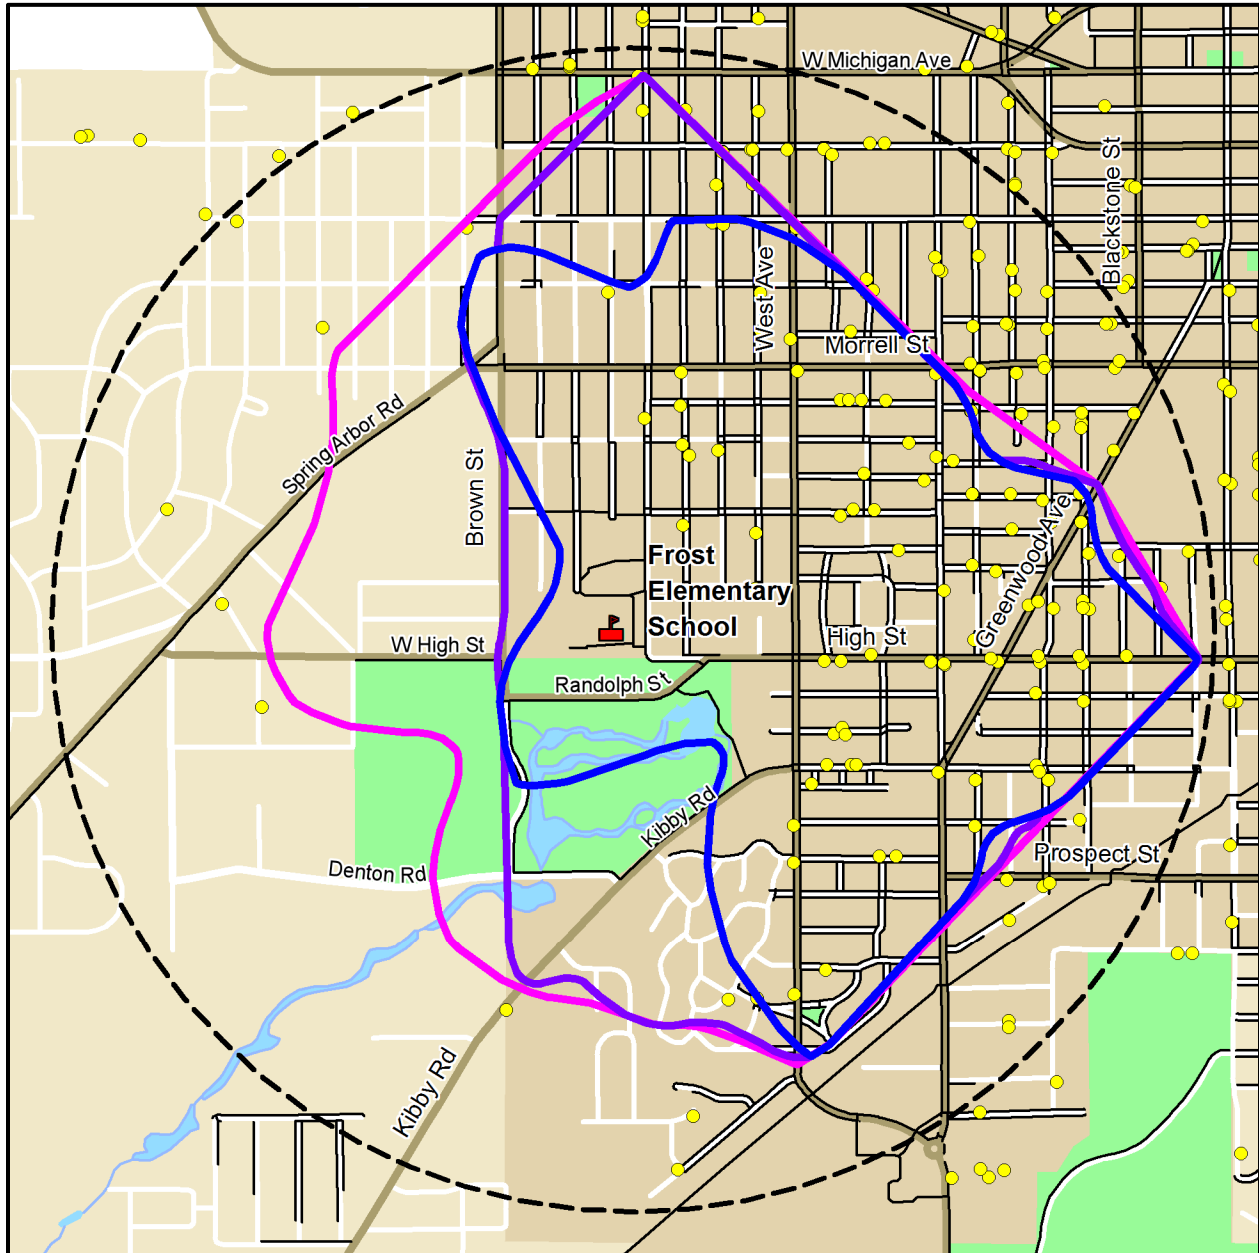 W Michigan Ave
Blackstone St
West Ave
Morrell St
Spring Arbor Rd
Brown St
Greenwood Ave
Frost
Elementary
School
W High St
High St
Randolph St
Kibby Rd
Prospect St
Denton Rd
Kibby Rd